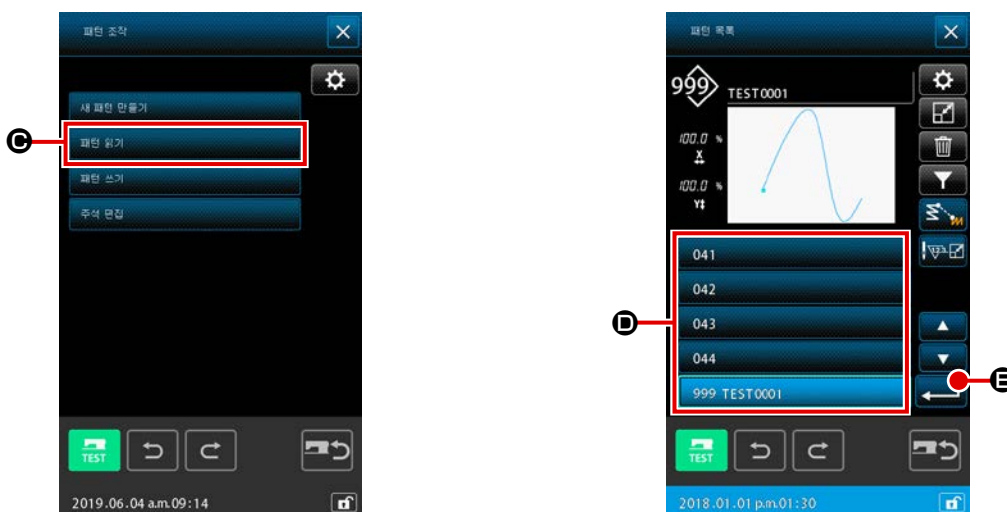 패턴 조작
새 패턴 만들기
C
패턴 읽기
패턴 쓰기
주석 편집
TEST
2019.06.04 a.m.09:14
패턴 목록
999 TEST0001
100.0 %
X
100.0 %
Y
041
042
D
043
044
999 TEST0001
E
TEST
2018.01.01 p.m.01:30